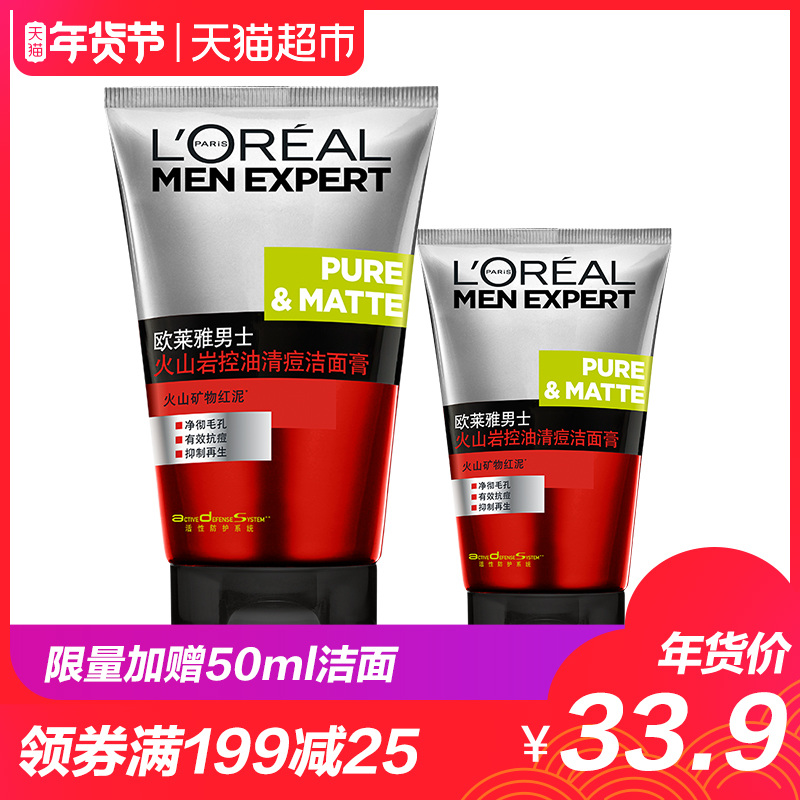 天猫 年货节 | 天猫超市
L'ORÉAL
PARIS
MEN EXPERT
PURE
& MATTE
欧莱雅男士
火山岩控油清痘洁面膏
火山矿物红泥*
净彻毛孔
有效抗痘
抑制再生
ACTIVE DEFENSE SYSTEM**
活性防护系统
L'ORÉAL
PARIS
MEN EXPERT
PURE
& MATTE
欧莱雅男士
火山岩控油清痘洁面膏
火山矿物红泥*
净彻毛孔
有效抗痘
抑制再生
ACTIVE DEFENSE SYSTEM**
活性防护系统
限量加赠50ml洁面
领券满199减25
年货价
¥33.9